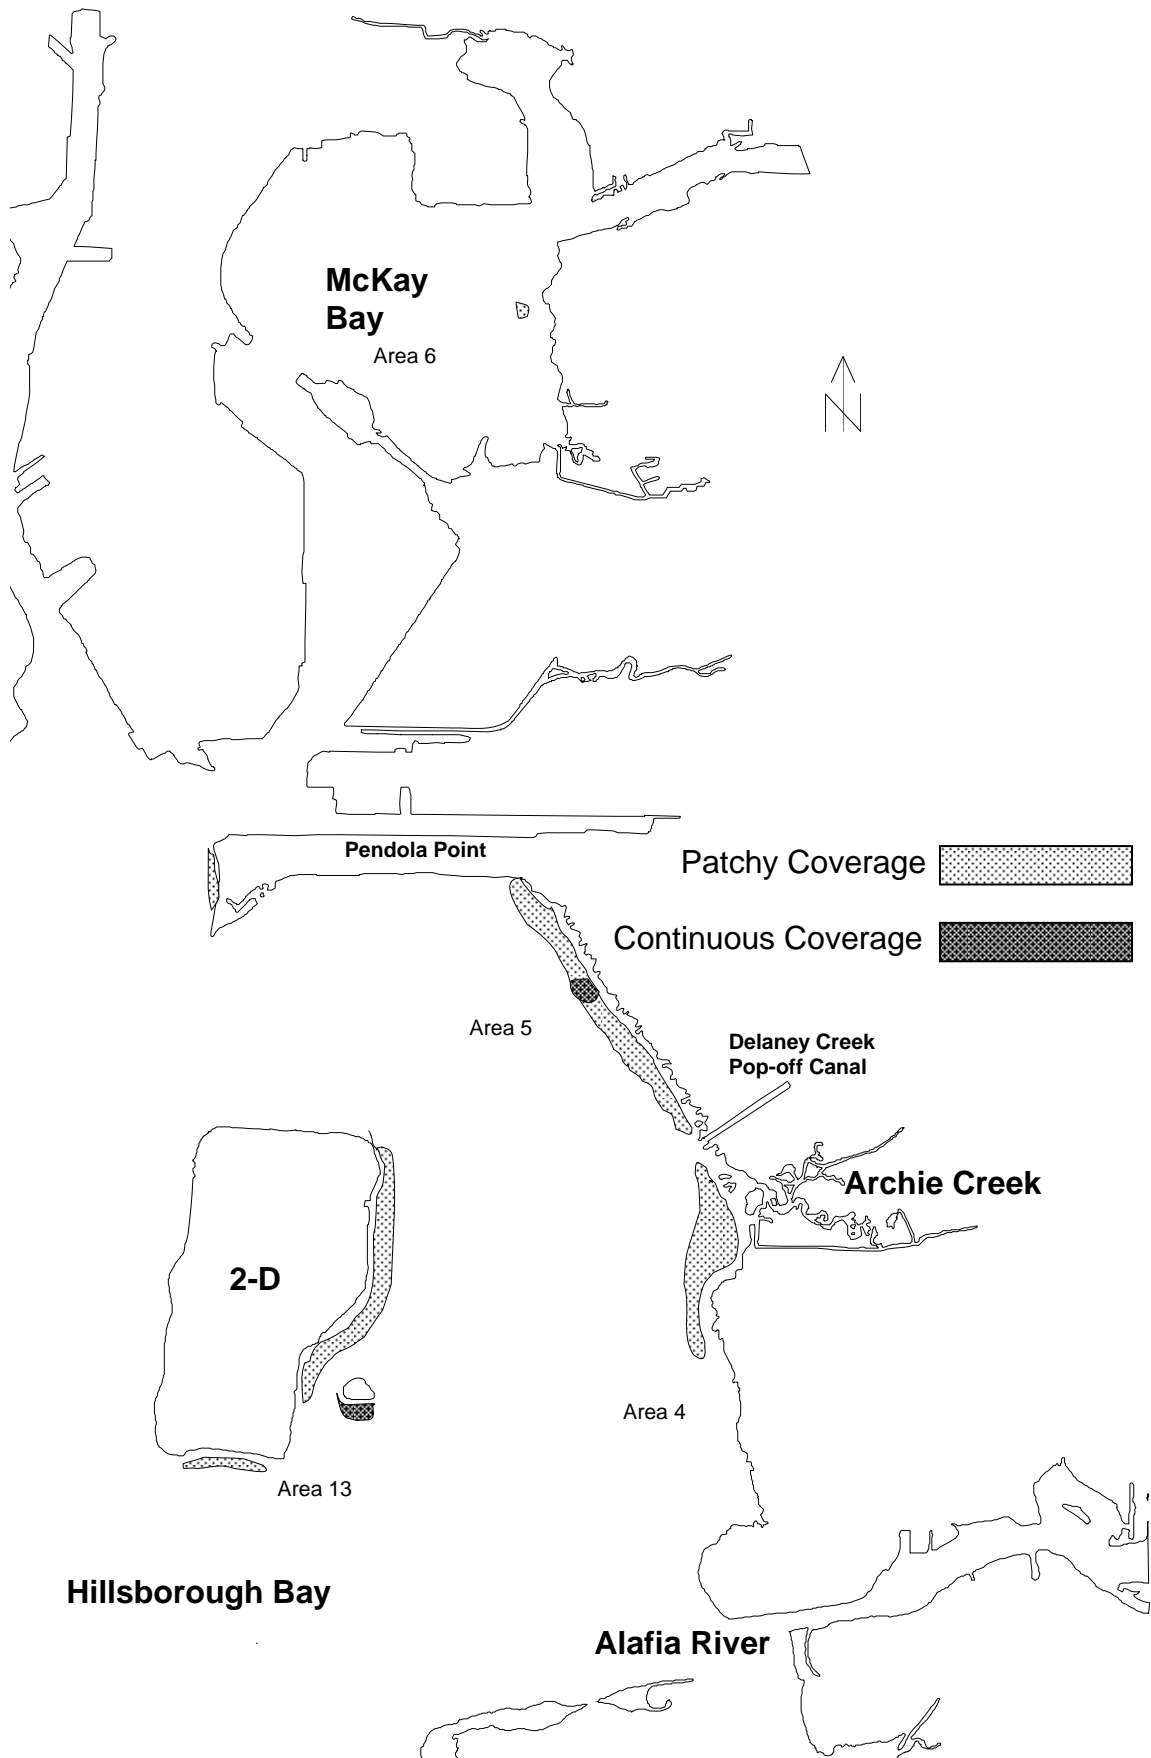 McKay
Bay
Area 6
N
Pendola Point
Patchy Coverage
Continuous Coverage
Area 5
Delaney Creek
Pop-off Canal
Archie Creek
2-D
Area 4
Area 13
Hillsborough Bay
Alafia River